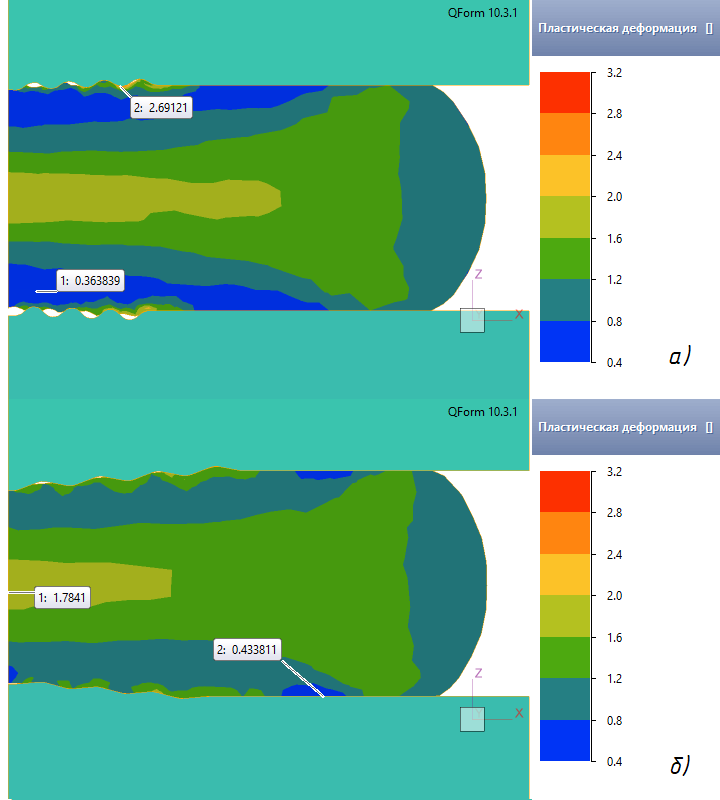 QForm 10.3.1
Пластическая деформация []
3.2
2.8
2: 2.69121
2.4
2.0
1.6
1: 0.363839
Z
1.2
0.8
X
0.4
а)
QForm 10.3.1
Пластическая деформация []
3.2
2.8
2.4
2.0
1: 1.7841
1.6
2: 0.433811
1.2
Z
0.8
X
0.4
б)